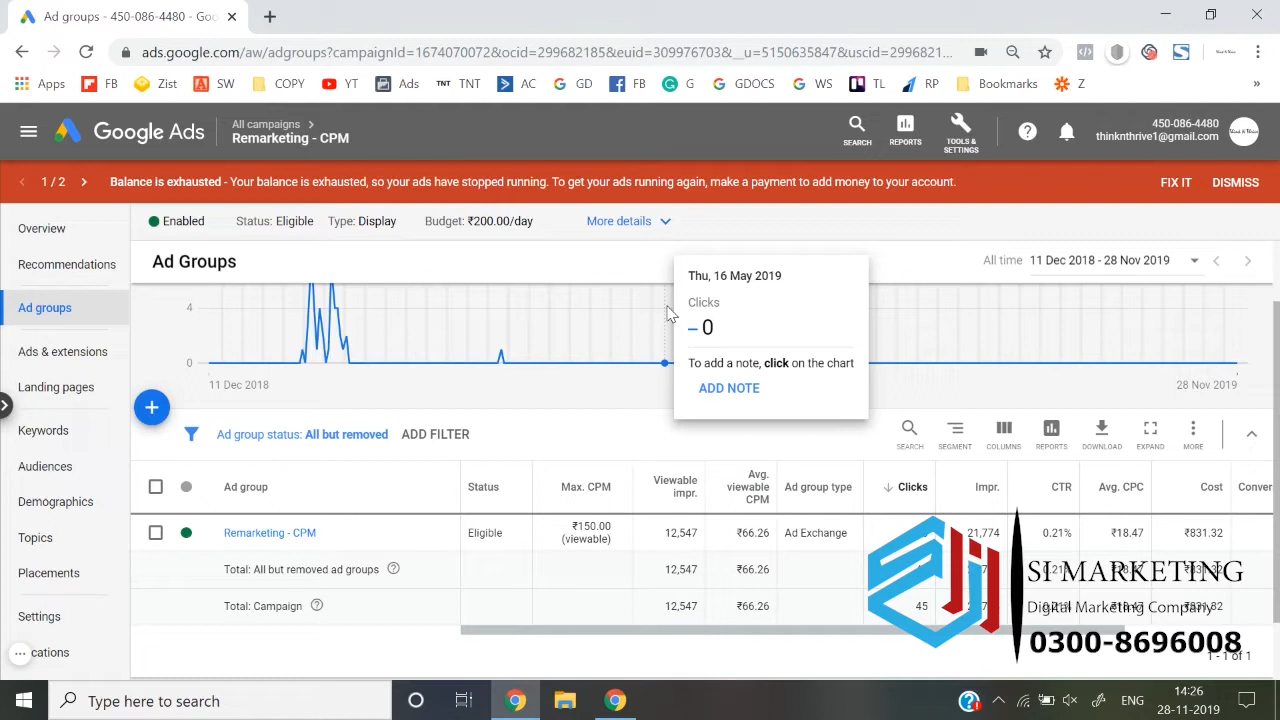 Ad groups - 450-086-4480 - Goo
ads.google.com/aw/adgroups?campaignId=1674070072&ocid=299682185&euid=309976703&__u=5150635847&uscid=2996821...
Apps FB Zist SW COPY YT Ads TNT TNT AC GD FB G GDOCS WS TL RP Bookmarks Z »
Google Ads
All campaigns
Remarketing - CPM
SEARCH
REPORTS
TOOLS &
SETTINGS
450-086-4480
thinknthrive1@gmail.com
1 / 2
Balance is exhausted - Your balance is exhausted, so your ads have stopped running. To get your ads running again, make a payment to add money to your account.
FIX IT DISMISS
Overview
Recommendations
Ad groups
Ads & extensions
Landing pages
Keywords
Audiences
Demographics
Topics
Placements
Settings
cations
Enabled Status: Eligible Type: Display Budget: ₹200.00/day More details
Ad Groups
All time 11 Dec 2018 - 28 Nov 2019
4
0
11 Dec 2018
28 Nov 2019
Thu, 16 May 2019
Clicks
– 0
To add a note, click on the chart
ADD NOTE
Ad group status: All but removed ADD FILTER
SEARCH SEGMENT COLUMNS REPORTS DOWNLOAD EXPAND MORE
Ad group Status Max. CPM Viewable impr. Avg. viewable CPM Ad group type Clicks Impr. CTR Avg. CPC Cost Conver
Remarketing - CPM Eligible ₹150.00 (viewable) 12,547 ₹66.26 Ad Exchange 21,774 0.21% ₹18.47 ₹831.32
Total: All but removed ad groups 12,547 ₹66.26
Total: Campaign 12,547 ₹66.26 45
SI MARKETING
Digital Marketing Company
0300-8696008
1 - 1 of 1
Type here to search
ENG
14:26
28-11-2019